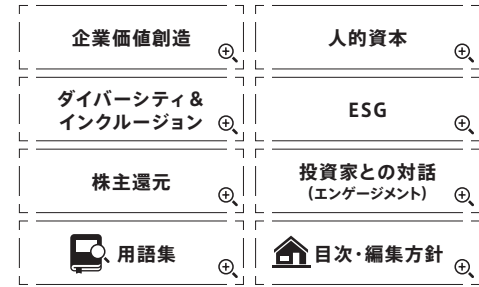 企業価値創造
人的資本
ダイバーシティ&
インクルージョン
ESG
株主還元
投資家との対話
(エンゲージメント)
用語集
目次・編集方針